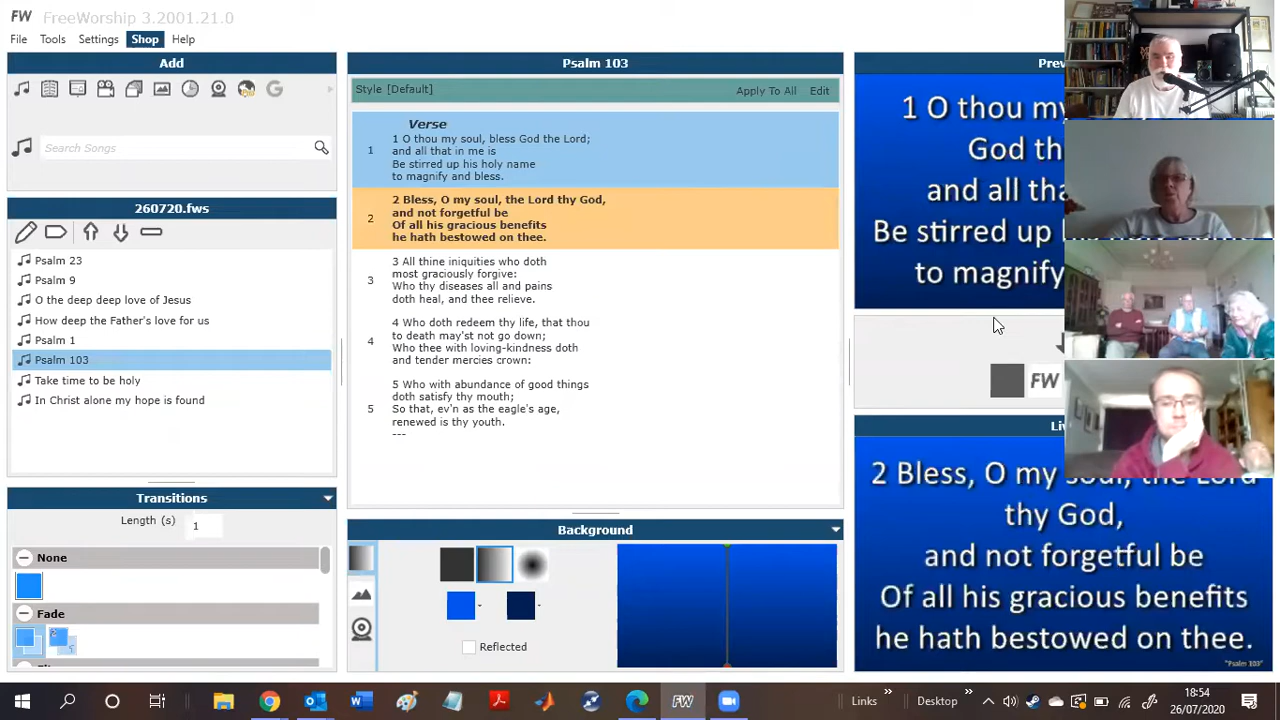 FW FreeWorship 3.2001.21.0
File Tools Settings Shop Help
Add
Search Songs
260720.fws
Psalm 23
Psalm 9
O the deep deep love of Jesus
How deep the Father's love for us
Psalm 1
Psalm 103
Take time to be holy
In Christ alone my hope is found
Transitions
Length (s) 1
None
Fade
Psalm 103
Style [Default] Apply To All Edit
Verse
1
1 O thou my soul, bless God the Lord;
and all that in me is
Be stirred up his holy name
to magnify and bless.
2
2 Bless, O my soul, the Lord thy God,
and not forgetful be
Of all his gracious benefits
he hath bestowed on thee.
3
3 All thine iniquities who doth
most graciously forgive:
Who thy diseases all and pains
doth heal, and thee relieve.
4
4 Who doth redeem thy life, that thou
to death may'st not go down;
Who thee with loving-kindness doth
and tender mercies crown:
5
5 Who with abundance of good things
doth satisfy thy mouth;
So that, ev'n as the eagle's age,
renewed is thy youth.
---
Background
Reflected
Prev
1 O thou my
God th
and all tha
Be stirred up
to magnify
FW
Li
2 Bless, O my soul, the Lord
thy God,
and not forgetful be
Of all his gracious benefits
he hath bestowed on thee.
"Psalm 103"
FW
Links »
Desktop »
18:54
26/07/2020